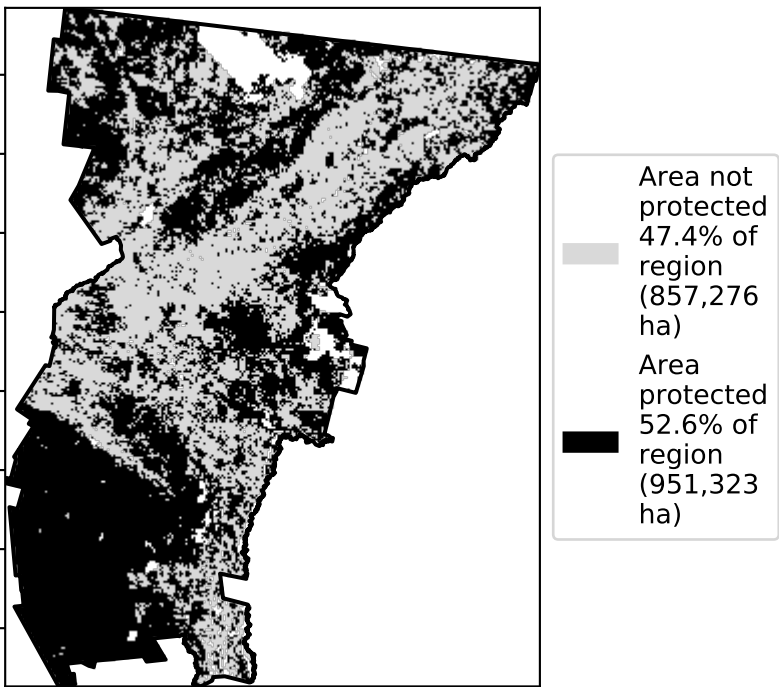 Area not
protected
47.4% of
region
(857,276
ha)
Area
protected
52.6% of
region
(951,323
ha)